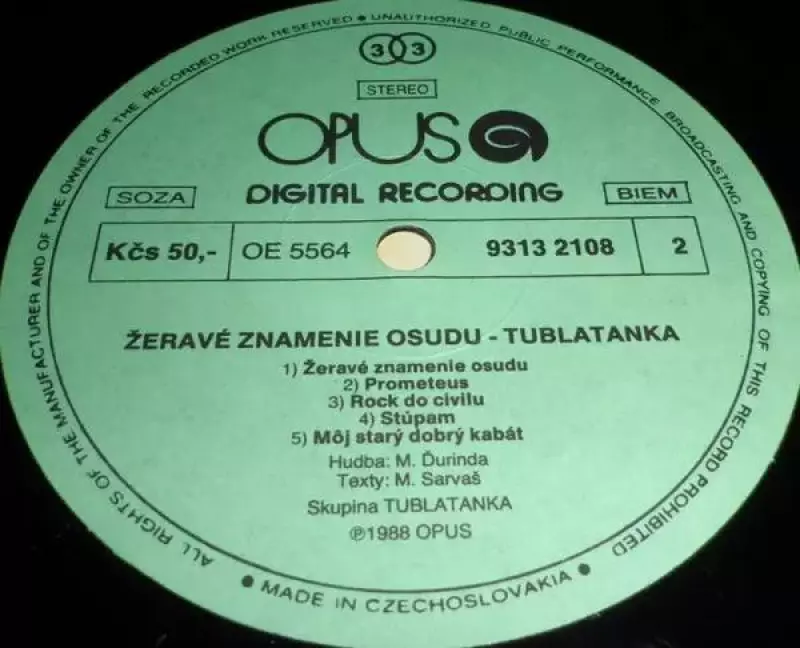 ALL RIGHTS OF THE MANUFACTURER AND OF THE OWNER OF THE RECORDED WORK RESERVED ● UNAUTHORIZED PUBLIC PERFORMANCE BROADCASTING AND COPYING OF THIS RECORD PROHIBITED
33
STEREO
OPUS
SOZA DIGITAL RECORDING BIEM
Kčs 50,- OE 5564 9313 2108 2
ŽERAVÉ ZNAMENIE OSUDU - TUBLATANKA
1) Žeravé znamenie osudu
2) Prometeus
3) Rock do civilu
4) Stúpam
5) Môj starý dobrý kabát
Hudba: M. Ďurinda
Texty: M. Sarvaš
Skupina TUBLATANKA
℗1988 OPUS
● MADE IN CZECHOSLOVAKIA ●